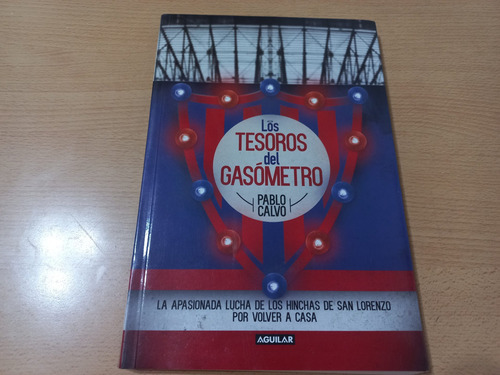 Los
TESOROS
del
GASÓMETRO
PABLO
CALVO
LA APASIONADA LUCHA DE LOS HINCHAS DE SAN LORENZO
POR VOLVER A CASA
AGUILAR